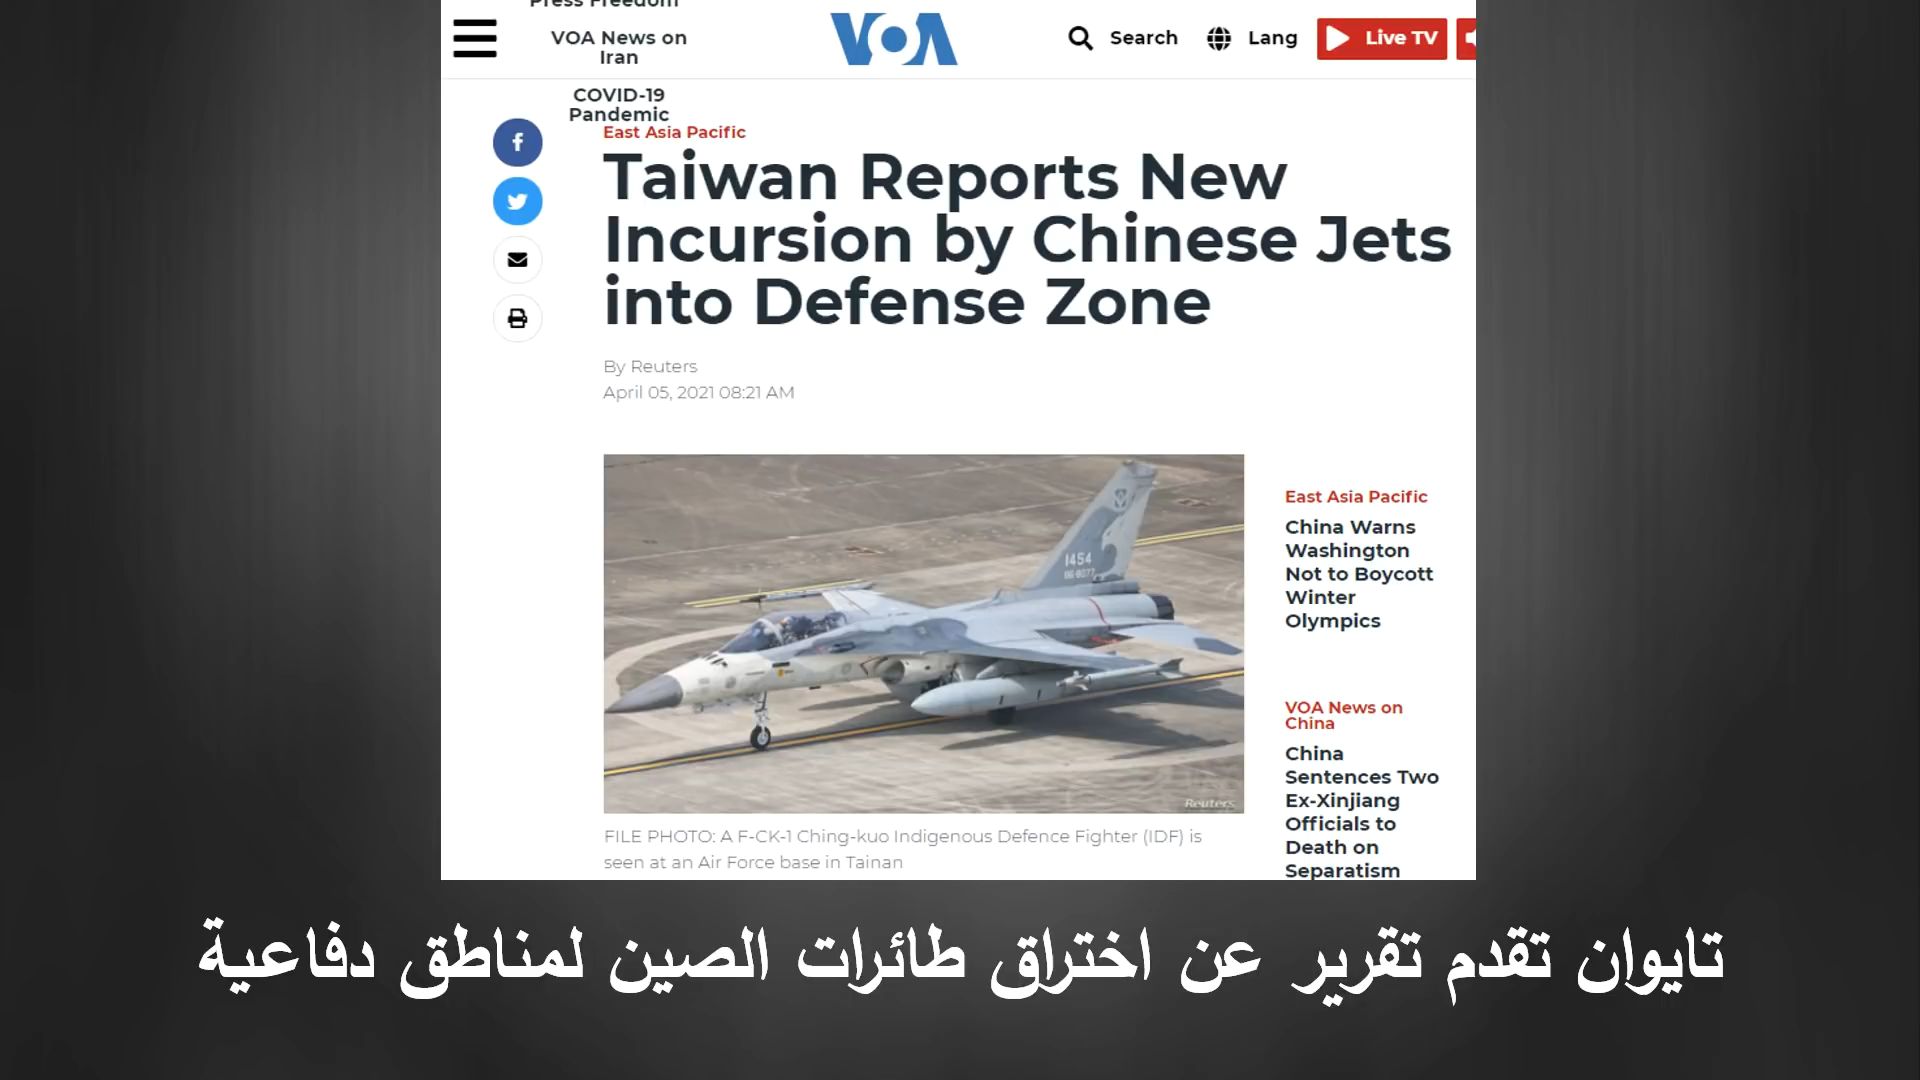 Press Freedom
VOA News on
Iran
VOA
Search
Lang
Live TV
COVID-19
Pandemic
East Asia Pacific
Taiwan Reports New
Incursion by Chinese Jets
into Defense Zone
By Reuters
April 05, 2021 08:21 AM
1454
Reuters
FILE PHOTO: A F-CK-1 Ching-kuo Indigenous Defence Fighter (IDF) is
seen at an Air Force base in Tainan
East Asia Pacific
China Warns
Washington
Not to Boycott
Winter
Olympics
VOA News on
China
China
Sentences Two
Ex-Xinjiang
Officials to
Death on
Separatism
تايوان تقدم تقرير عن اختراق طائرات الصين لمناطق دفاعية